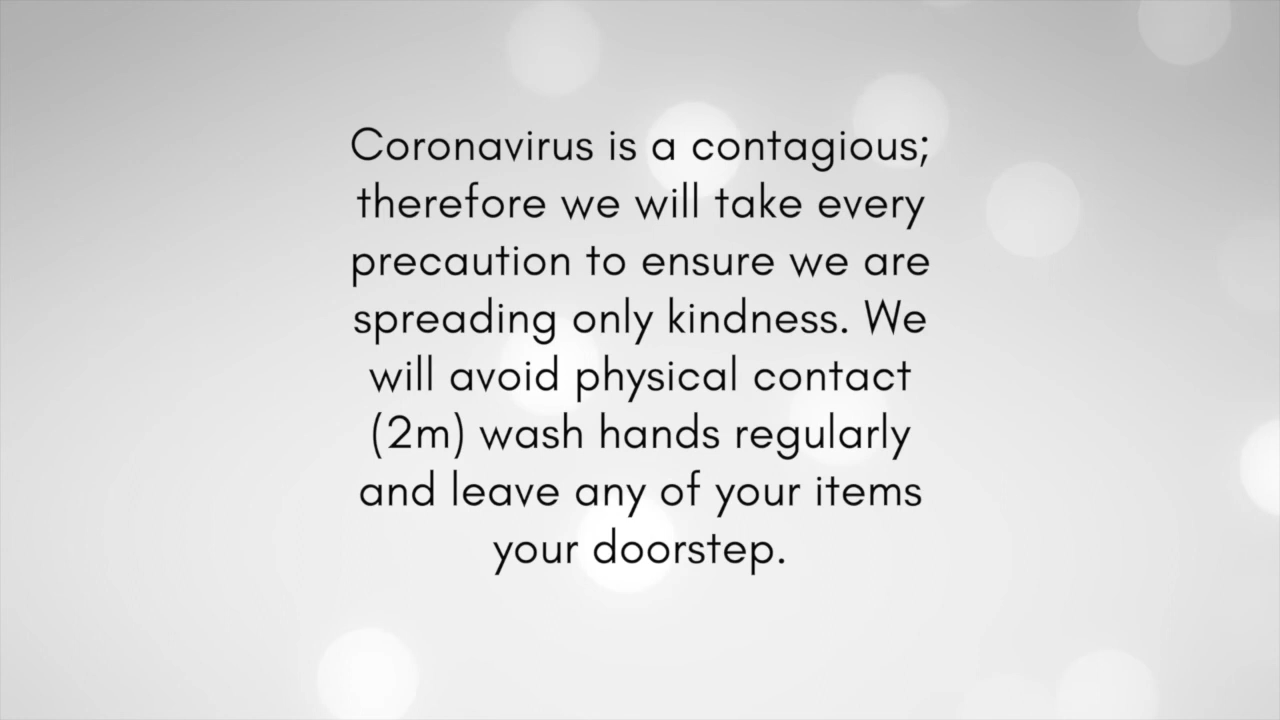 Coronavirus is a contagious;
therefore we will take every
precaution to ensure we are
spreading only kindness. We
will avoid physical contact
(2m) wash hands regularly
and leave any of your items
your doorstep.